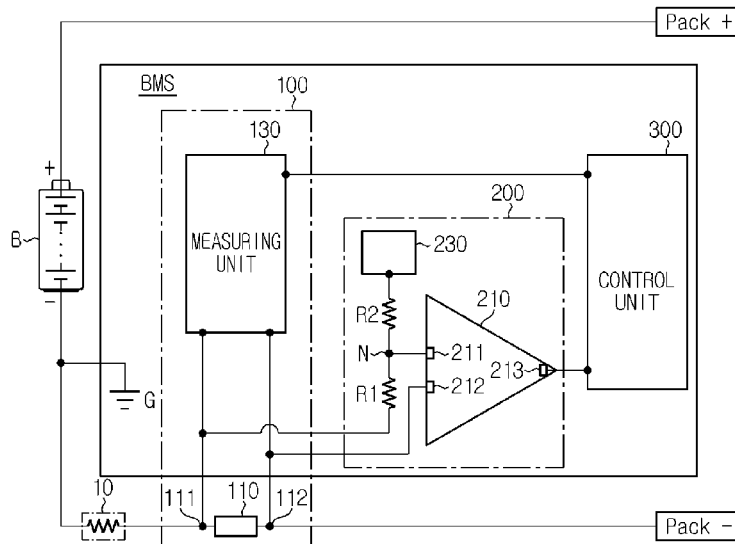 Pack +
BMS
100
130
300
200
+
B
MEASURING
UNIT
230
CONTROL
UNIT
−
R2
210
N
211
213
212
R1
G
10
111
110
112
Pack −